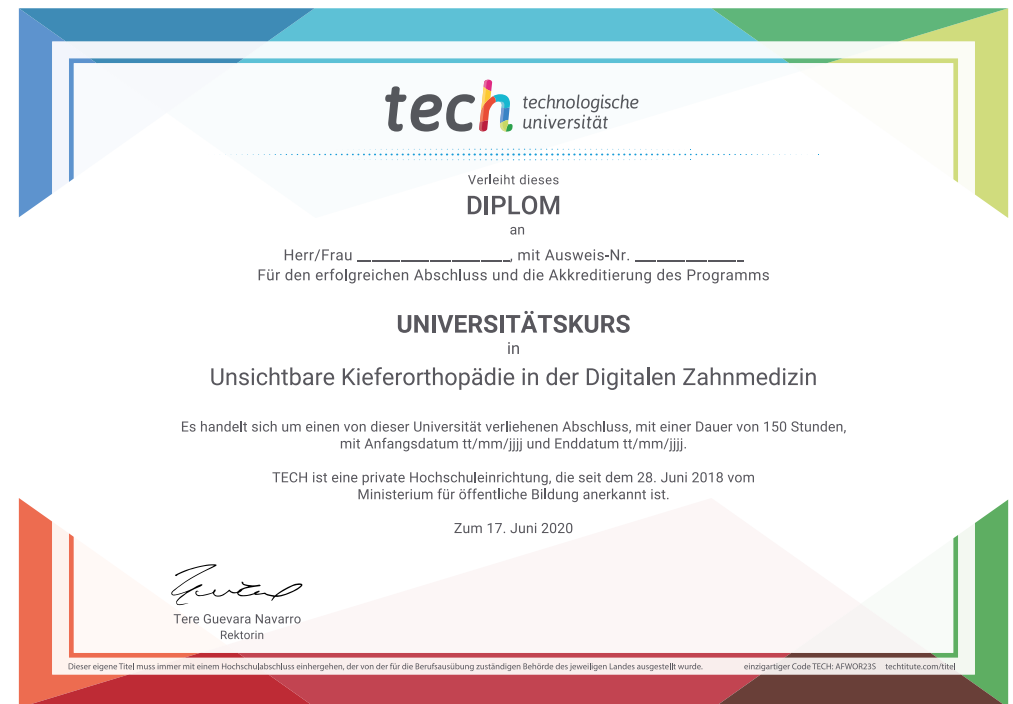 tech technologische
universität
Verleiht dieses
DIPLOM
an
Herr/Frau ____________________, mit Ausweis-Nr. ______________
Für den erfolgreichen Abschluss und die Akkreditierung des Programms
UNIVERSITÄTSKURS
in
Unsichtbare Kieferorthopädie in der Digitalen Zahnmedizin
Es handelt sich um einen von dieser Universität verliehenen Abschluss, mit einer Dauer von 150 Stunden,
mit Anfangsdatum tt/mm/jjjj und Enddatum tt/mm/jjjj.
TECH ist eine private Hochschuleinrichtung, die seit dem 28. Juni 2018 vom
Ministerium für öffentliche Bildung anerkannt ist.
Zum 17. Juni 2020
Tere Guevara Navarro
Rektorin
Dieser eigene Titel muss immer mit einem Hochschulabschluss einhergehen, der von der für die Berufsausübung zuständigen Behörde des jeweiligen Landes ausgestellt wurde. einzigartiger Code TECH: AFWOR23S techtitute.com/titel